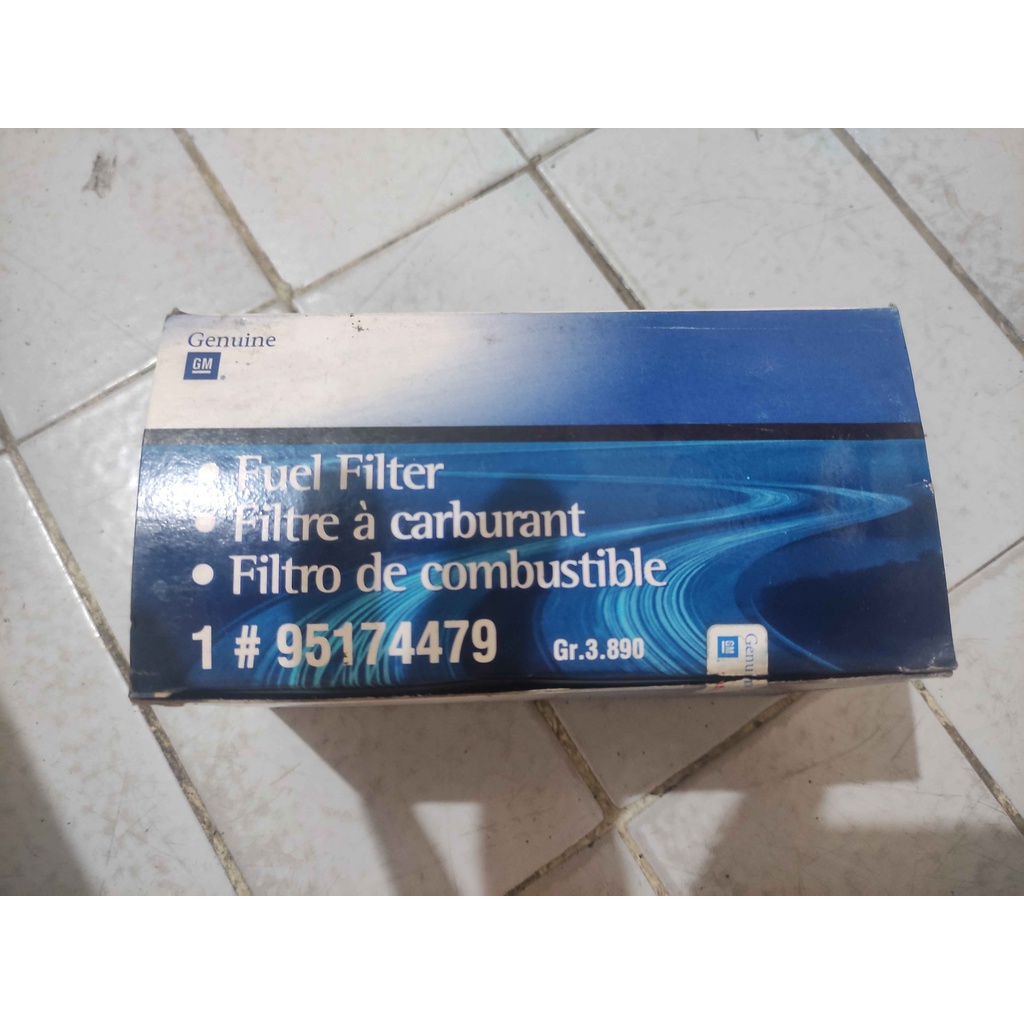 Genuine
GM
• Fuel Filter
• Filtre à carburant
• Filtro de combustible
1 # 95174479 Gr.3.890
GM